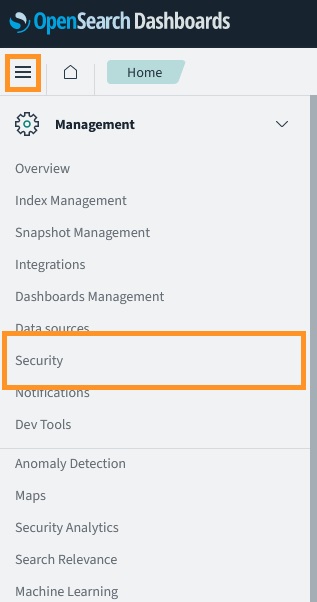 OpenSearch Dashboards
Home
Management
Overview
Index Management
Snapshot Management
Integrations
Dashboards Management
Data sources
Security
Notifications
Dev Tools
Anomaly Detection
Maps
Security Analytics
Search Relevance
Machine Learning